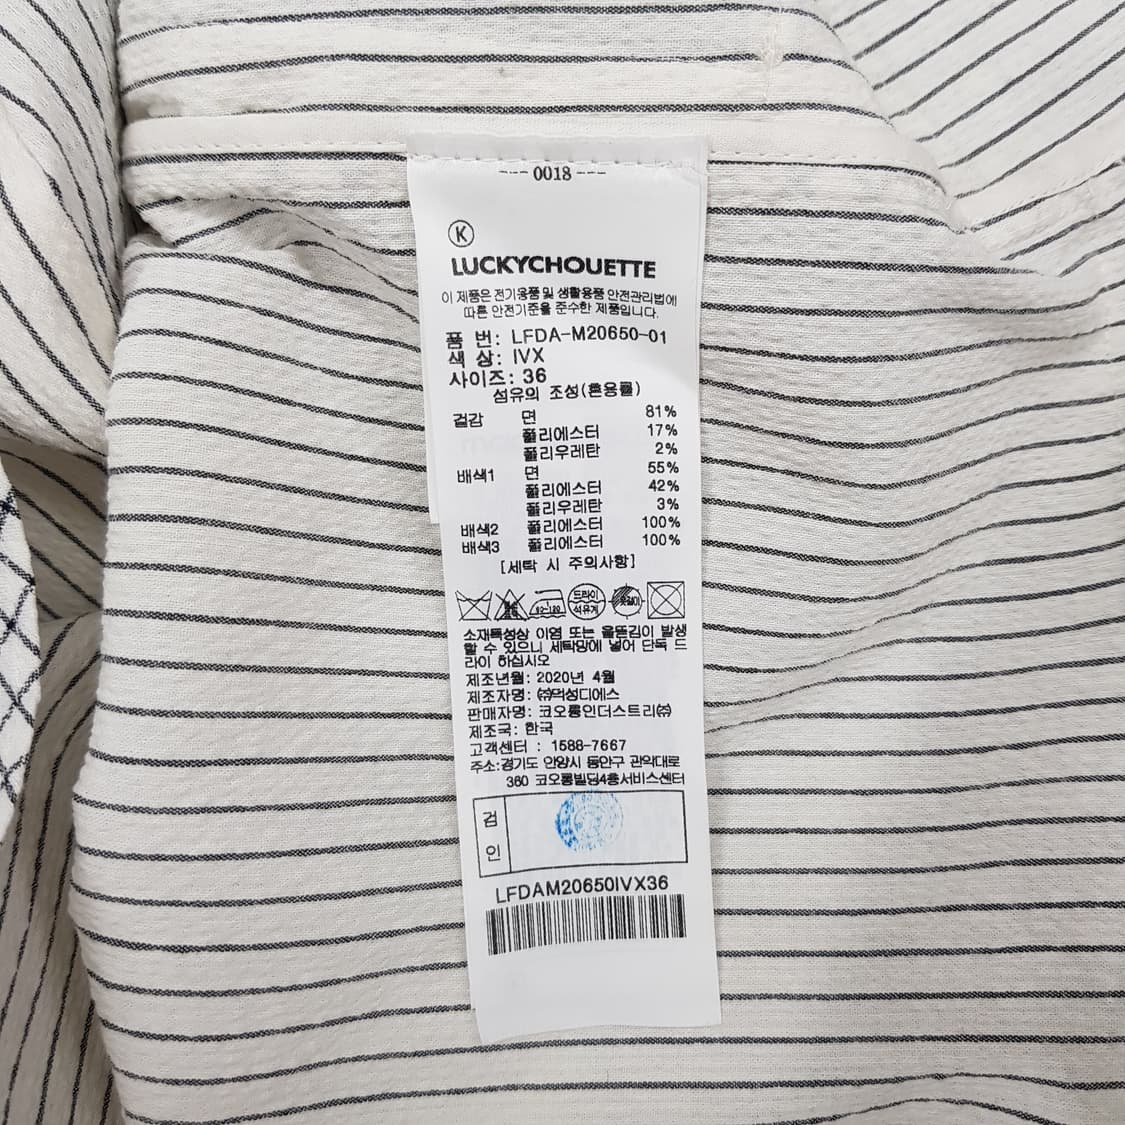 --- 0018 ---
K
LUCKYCHOUETTE
이 제품은 전기용품 및 생활용품 안전관리법에
따른 안전기준을 준수한 제품입니다.
품 번: LFDA-M20650-01
색 상: IVX
사이즈: 36
섬유의 조성(혼용률)
겉감 면 81%
폴리에스터 17%
폴리우레탄 2%
배색1 면 55%
폴리에스터 42%
폴리우레탄 3%
배색2 폴리에스터 100%
배색3 폴리에스터 100%
[세탁 시 주의사항]
드라이
석유계
소재특성상 이염 또는 올뜯김이 발생
할 수 있으니 세탁망에 넣어 단독 드
라이 하십시오
제조년월: 2020년 4월
제조자명: ㈜덕성디에스
판매자명: 코오롱인더스트리㈜
제조국: 한국
고객센터 : 1588-7667
주소:경기도 안양시 동안구 관악대로
360 코오롱빌딩4층서비스센터
검
인
LFDAM20650IVX36